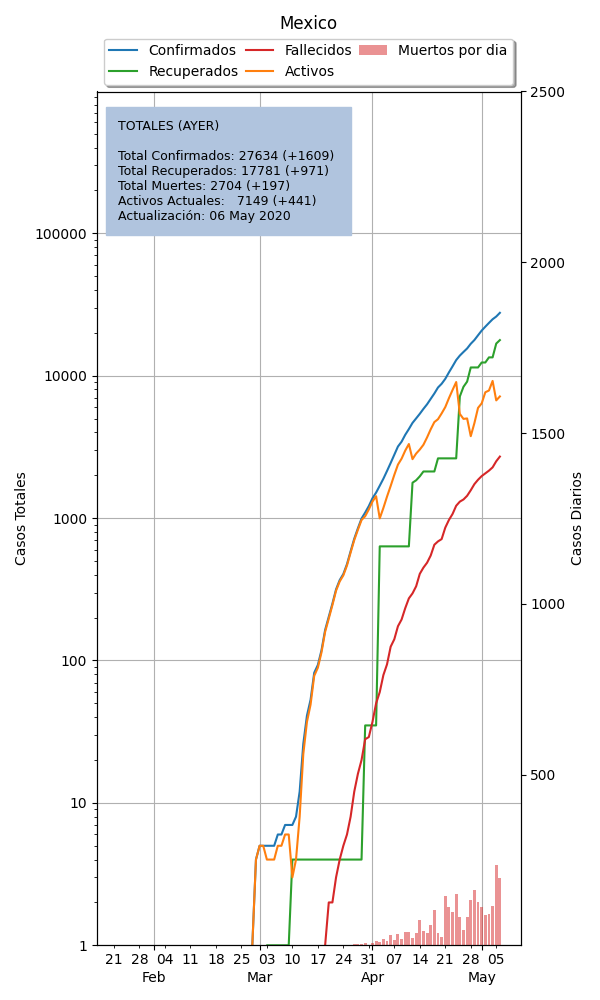 Mexico
Confirmados
Recuperados
Fallecidos
Activos
Muertos por dia
TOTALES (AYER)
Total Confirmados: 27634 (+1609)
Total Recuperados: 17781 (+971)
Total Muertes: 2704 (+197)
Activos Actuales:   7149 (+441)
Actualización: 06 May 2020
Casos Totales
100000
10000
1000
100
10
1
2500
2000
1500
1000
500
Casos Diarios
21 28 04 11 18 25 03 10 17 24 31 07 14 21 28 05
Feb Mar Apr May